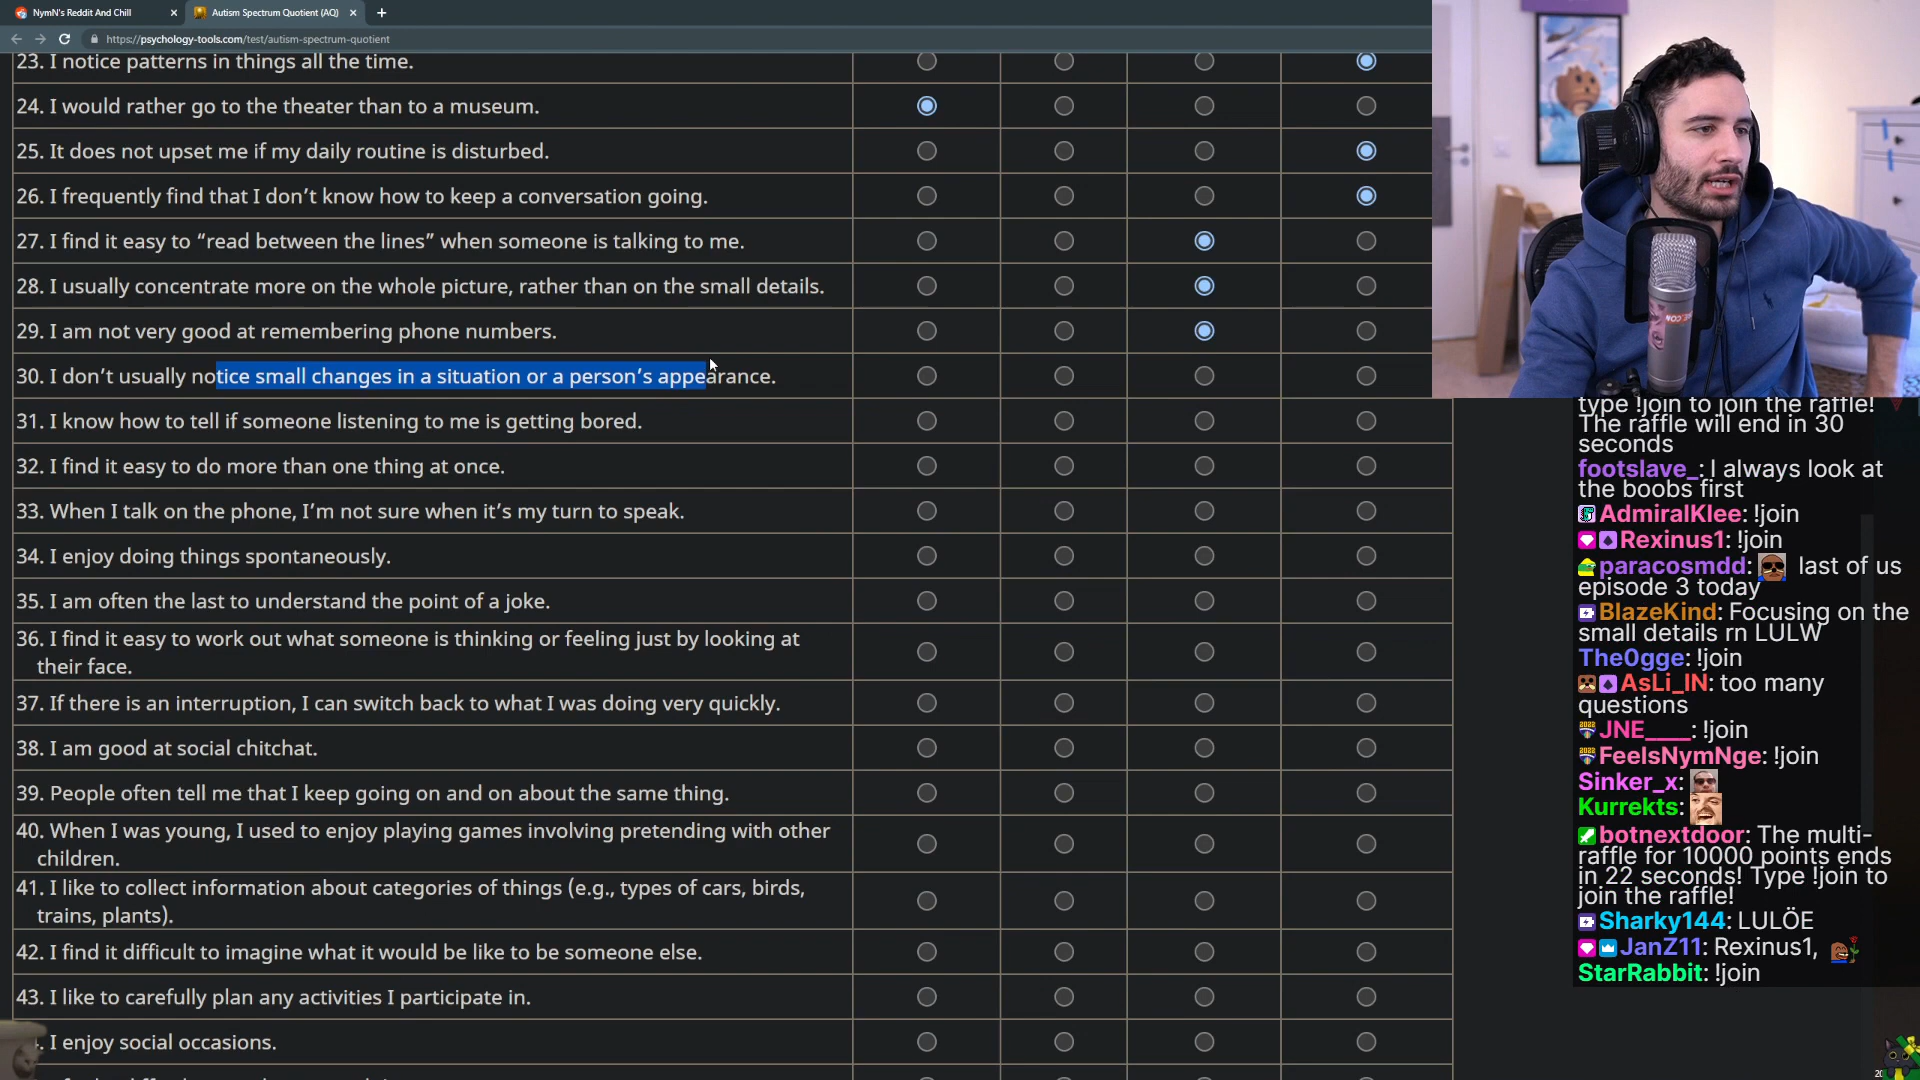 NymN's Reddit And Chill
Autism Spectrum Quotient (AQ)
https://psychology-tools.com/test/autism-spectrum-quotient
23. I notice patterns in things all the time.
24. I would rather go to the theater than to a museum.
25. It does not upset me if my daily routine is disturbed.
26. I frequently find that I don't know how to keep a conversation going.
27. I find it easy to “read between the lines” when someone is talking to me.
28. I usually concentrate more on the whole picture, rather than on the small details.
29. I am not very good at remembering phone numbers.
30. I don't usually notice small changes in a situation or a person's appearance.
31. I know how to tell if someone listening to me is getting bored.
32. I find it easy to do more than one thing at once.
33. When I talk on the phone, I'm not sure when it's my turn to speak.
34. I enjoy doing things spontaneously.
35. I am often the last to understand the point of a joke.
36. I find it easy to work out what someone is thinking or feeling just by looking at
their face.
37. If there is an interruption, I can switch back to what I was doing very quickly.
38. I am good at social chitchat.
39. People often tell me that I keep going on and on about the same thing.
40. When I was young, I used to enjoy playing games involving pretending with other
children.
41. I like to collect information about categories of things (e.g., types of cars, birds,
trains, plants).
42. I find it difficult to imagine what it would be like to be someone else.
43. I like to carefully plan any activities I participate in.
. I enjoy social occasions.
type !join to join the raffle!
The raffle will end in 30
seconds
footslave_: I always look at
the boobs first
AdmiralKlee: !join
Rexinus1: !join
paracosmdd: last of us
episode 3 today
BlazeKind: Focusing on the
small details rn LULW
The0gge: !join
AsLi_IN: too many
questions
JNE____: !join
FeelsNymNge: !join
Sinker_x:
Kurrekts:
botnextdoor: The multi-
raffle for 10000 points ends
in 22 seconds! Type !join to
join the raffle!
Sharky144: LULÖE
JanZ11: Rexinus1,
StarRabbit: !join